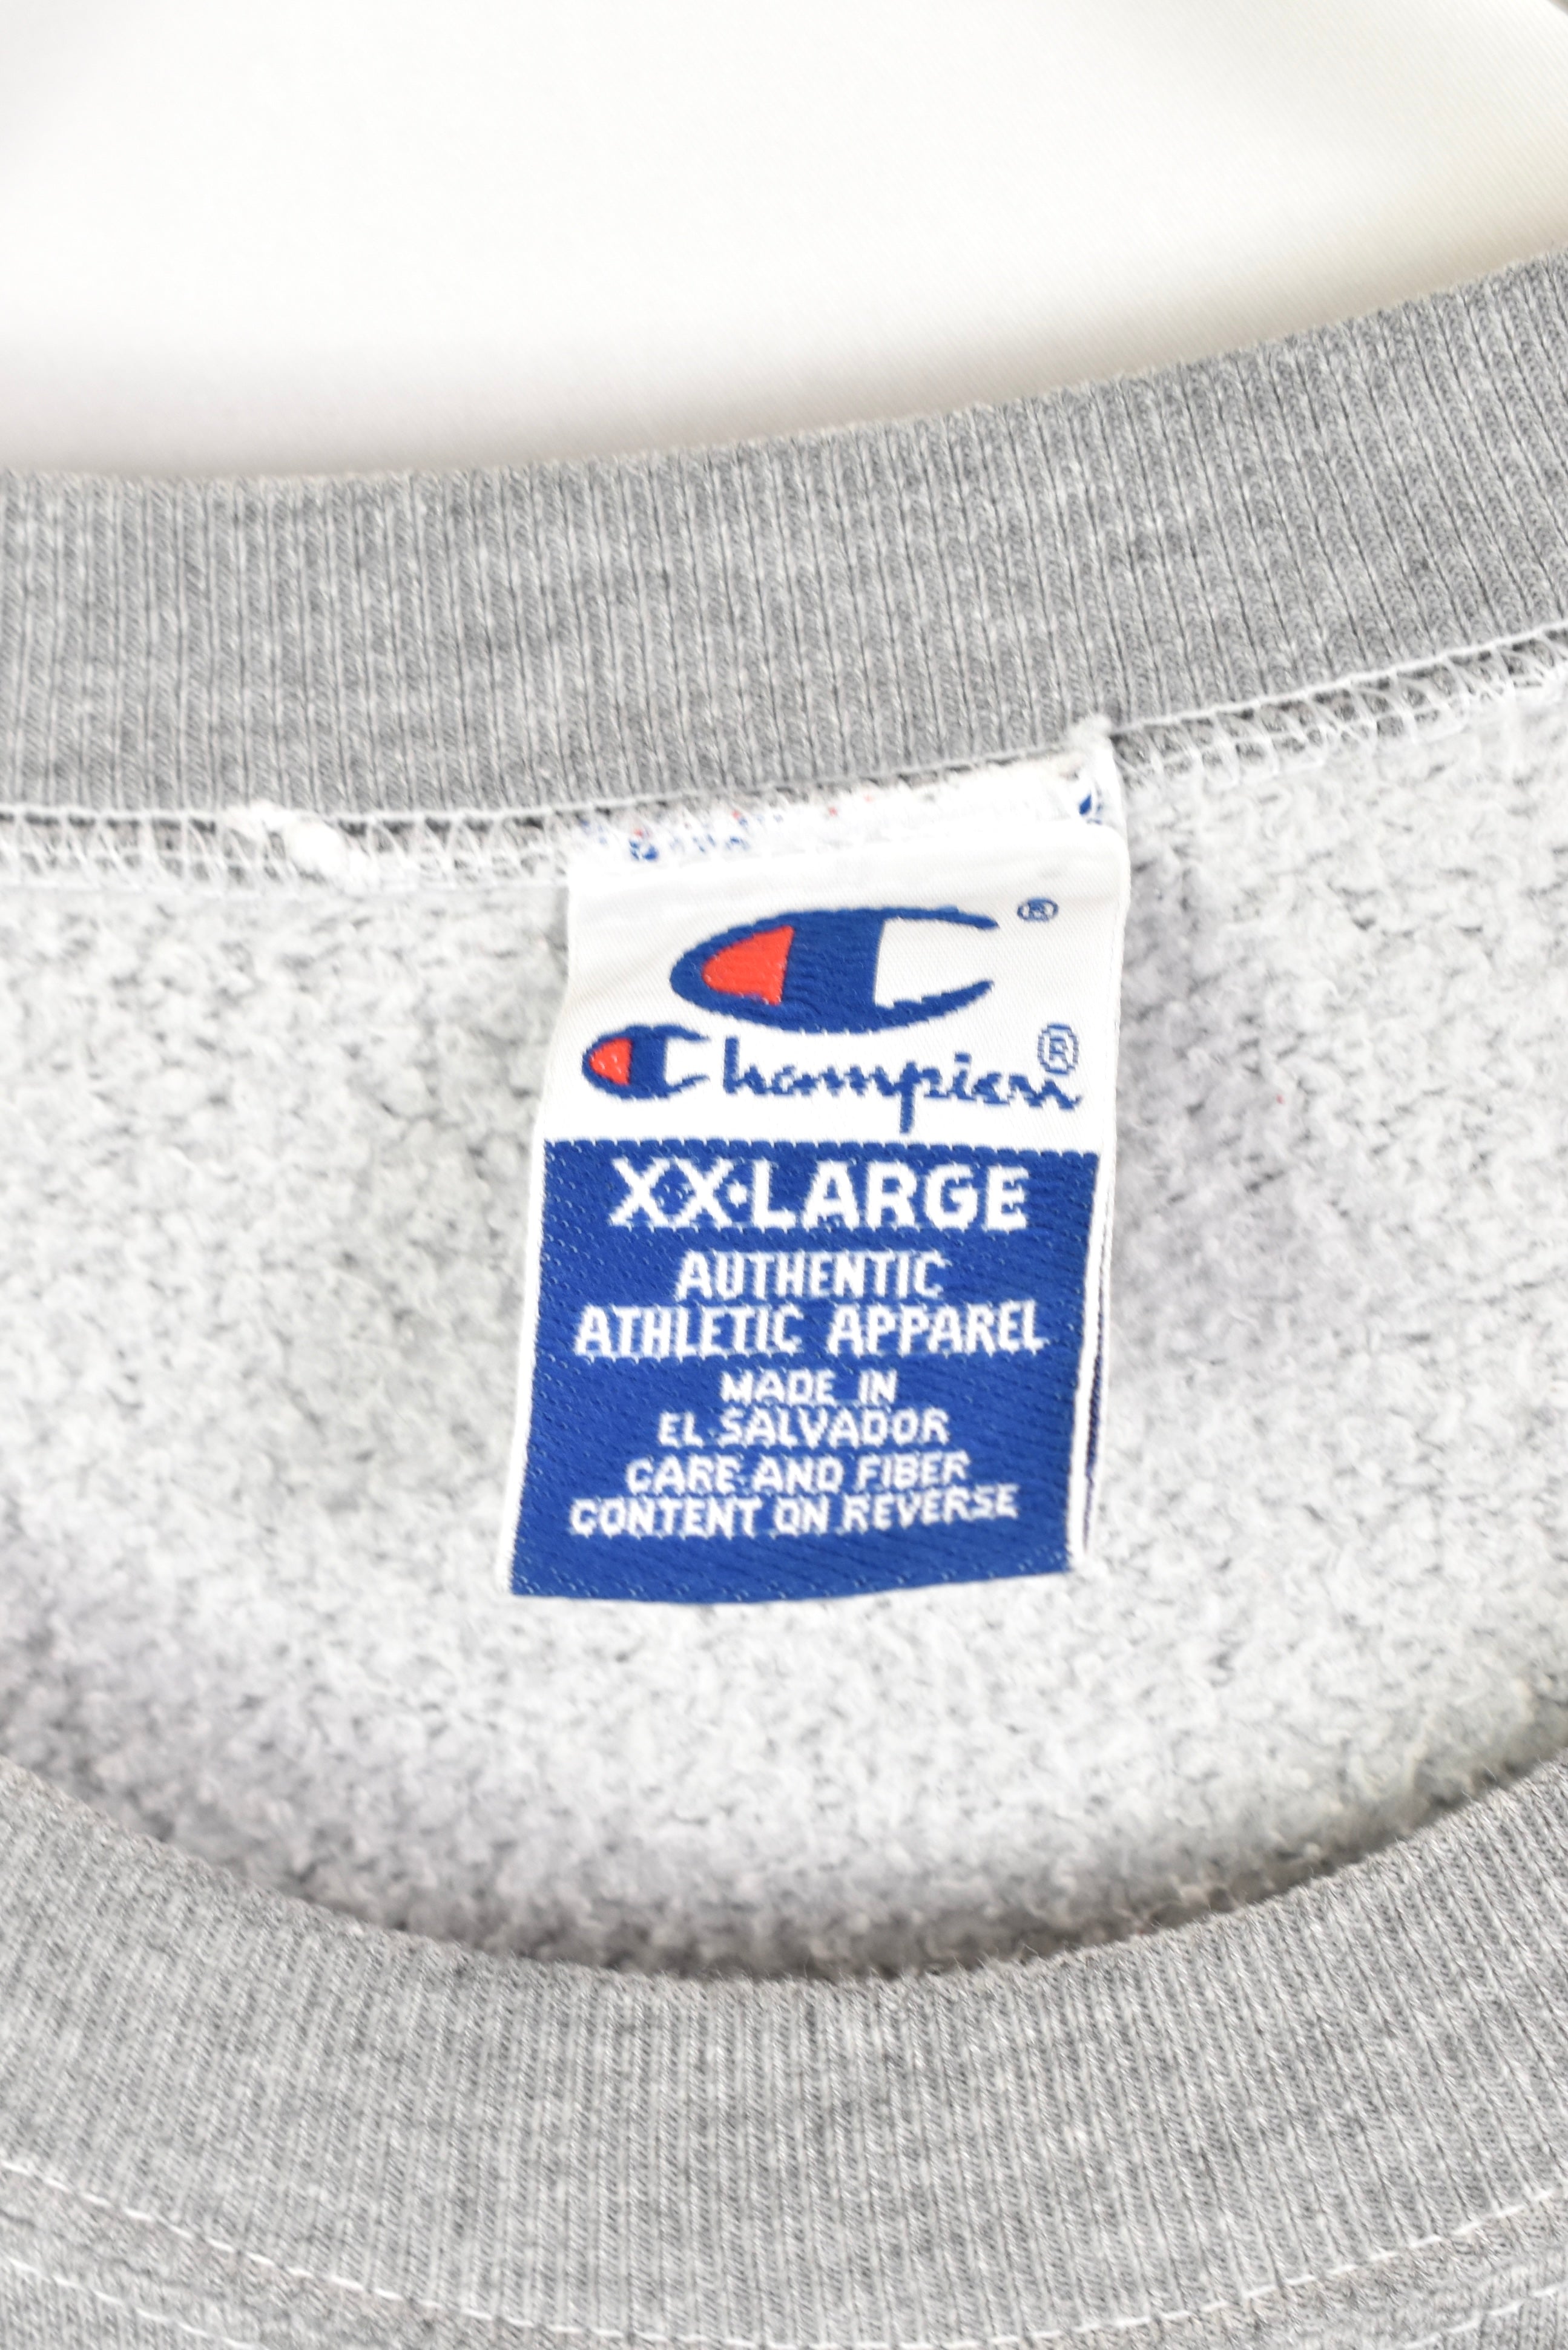 ®
Champion®
XX-LARGE
AUTHENTIC
ATHLETIC APPAREL
MADE IN
EL SALVADOR
CARE AND FIBER
CONTENT ON REVERSE